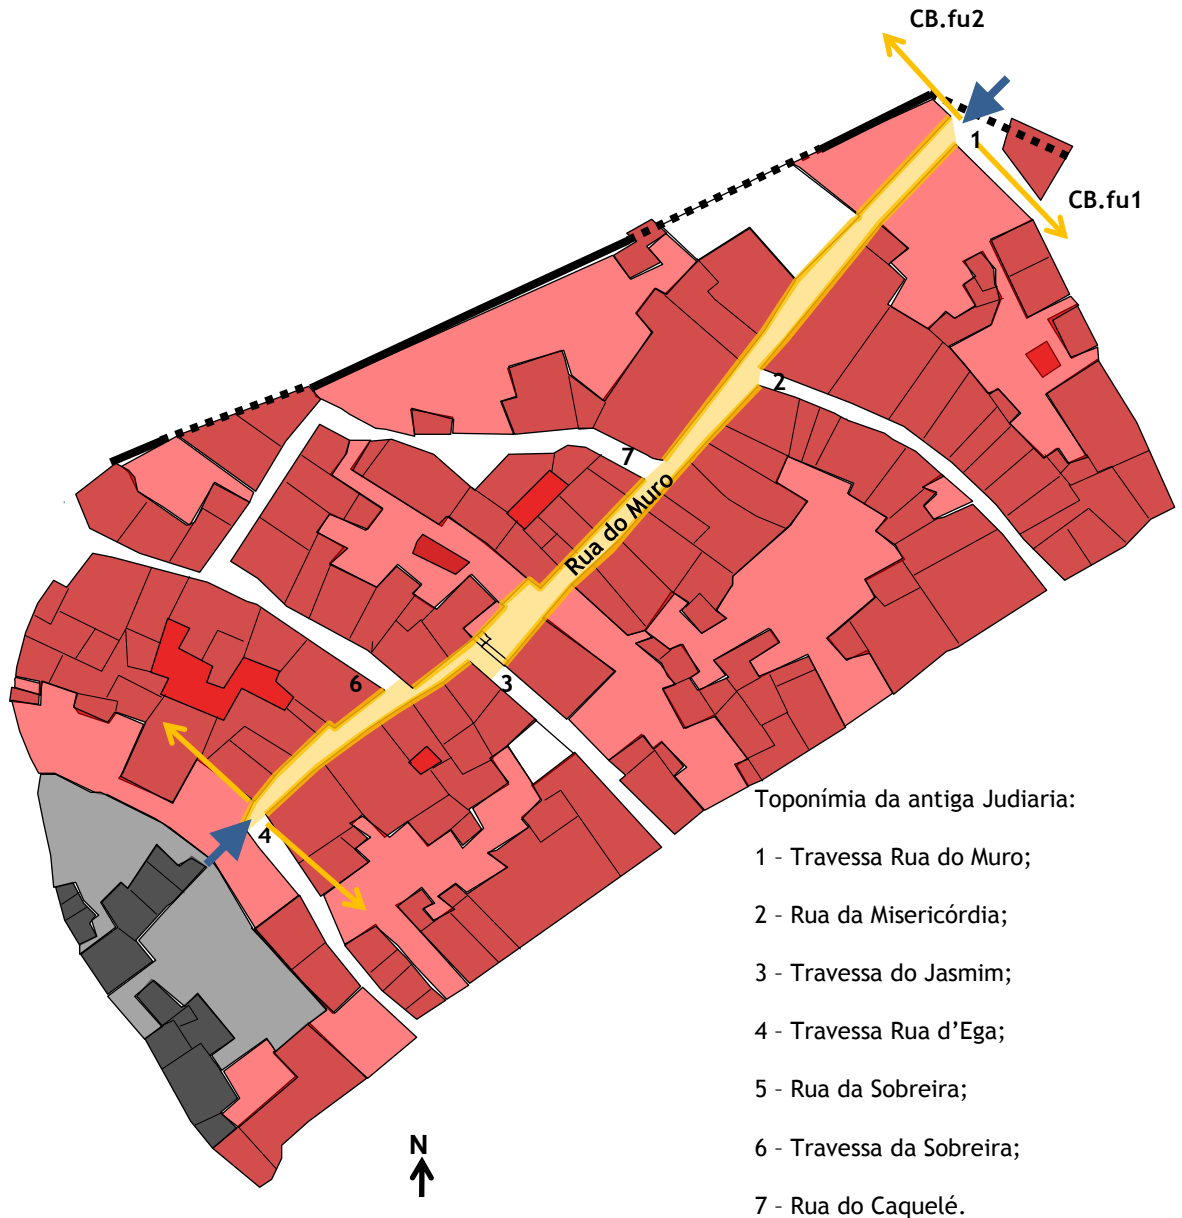 CB.fu2
1
CB.fu1
2
7
Rua do Muro
6
3
4
Toponímia da antiga Judiaria:
1 – Travessa Rua do Muro;
2 – Rua da Misericórdia;
3 – Travessa do Jasmim;
4 – Travessa Rua d’Ega;
5 – Rua da Sobreira;
6 – Travessa da Sobreira;
7 – Rua do Caquelé.
N